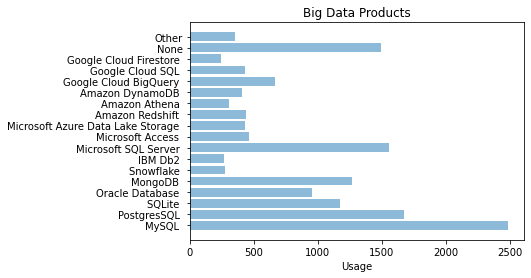 Big Data Products
Other
None
Google Cloud Firestore
Google Cloud SQL
Google Cloud BigQuery
Amazon DynamoDB
Amazon Athena
Amazon Redshift
Microsoft Azure Data Lake Storage
Microsoft Access
Microsoft SQL Server
IBM Db2
Snowflake
MongoDB
Oracle Database
SQLite
PostgresSQL
MySQL
0 500 1000 1500 2000 2500
Usage